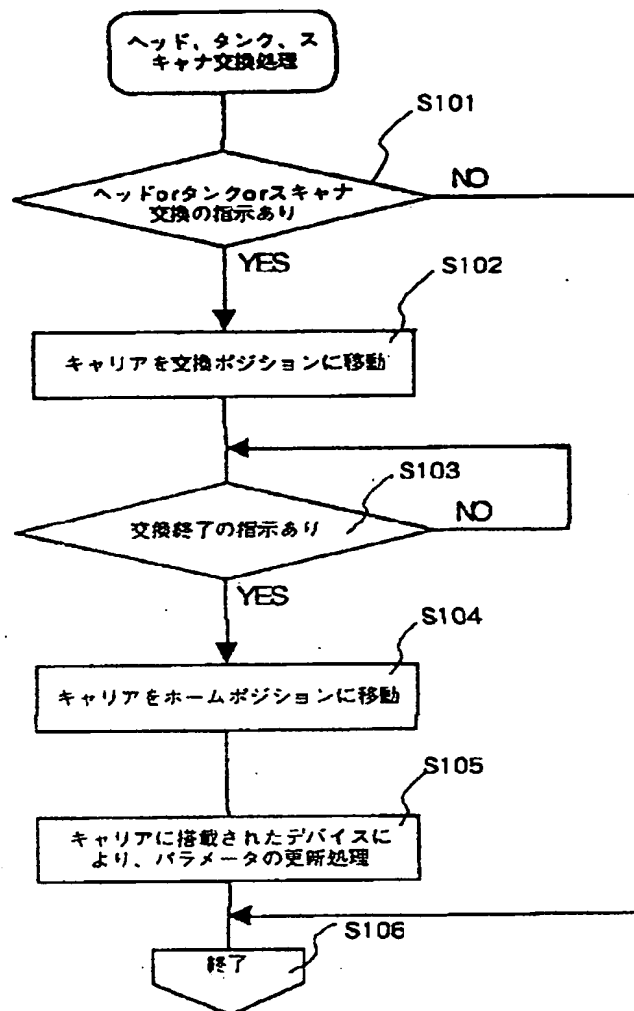 ヘッド、タンク、ス
キャナ交換処理
S101
ヘッドorタンクorスキャナ
交換の指示あり
NO
YES
S102
キャリアを交換ポジションに移動
S103
交換終了の指示あり
NO
YES
S104
キャリアをホームポジションに移動
S105
キャリアに搭載されたデバイスに
より、パラメータの更新処理
S106
終了